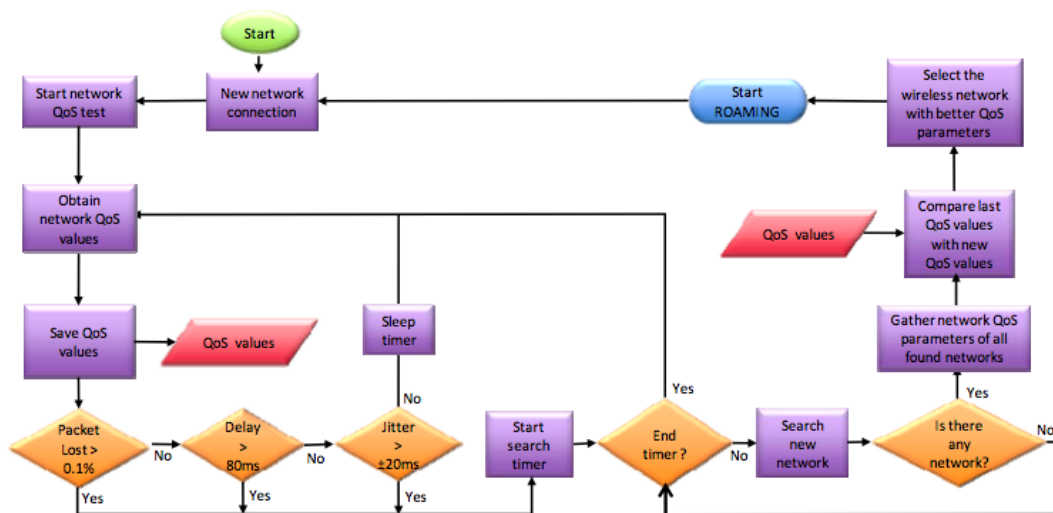 Start
Start network
QoS test
New network
connection
Start
ROAMING
Select the
wireless network
with better QoS
parameters
Obtain
network QoS
values
QoS values
Compare last
QoS values
with new
QoS values
Save QoS
values
QoS values
Sleep
timer
Gather network QoS
parameters of all
found networks
No
Yes
Yes
Packet
Lost >
0.1%
No
Delay
>
80ms
No
Jitter
>
±20ms
Start
search
timer
End
timer ?
No
Search
new
network
Is there
any
network?
No
Yes
Yes
Yes